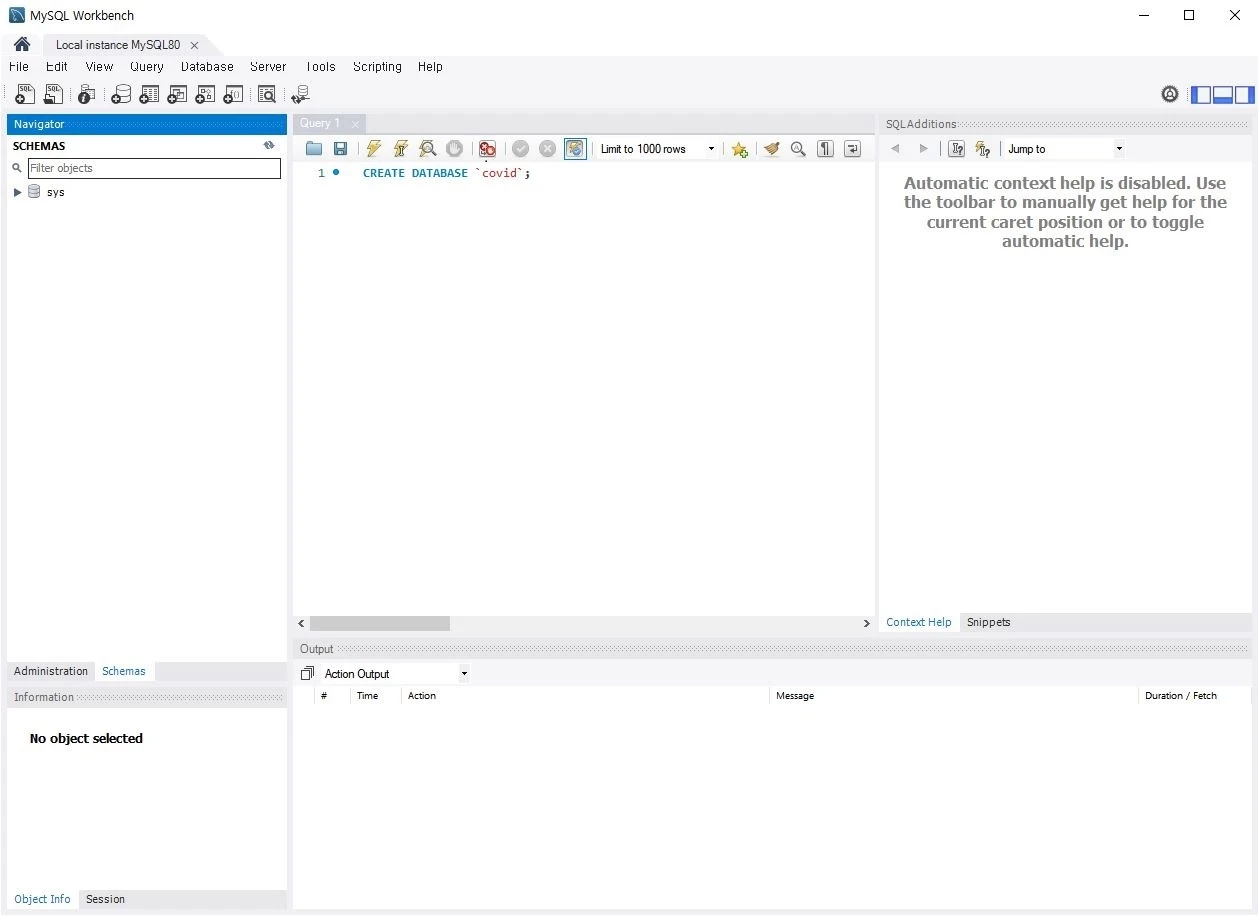 MySQL Workbench
Local instance MySQL80
File Edit View Query Database Server Tools Scripting Help
Navigator
SCHEMAS
Filter objects
sys
Administration Schemas
Information
No object selected
Object Info Session
Query 1
Limit to 1000 rows
1 CREATE DATABASE `covid`;
SQLAdditions
Jump to
Automatic context help is disabled. Use
the toolbar to manually get help for the
current caret position or to toggle
automatic help.
Context Help Snippets
Output
Action Output
# Time Action Message Duration / Fetch